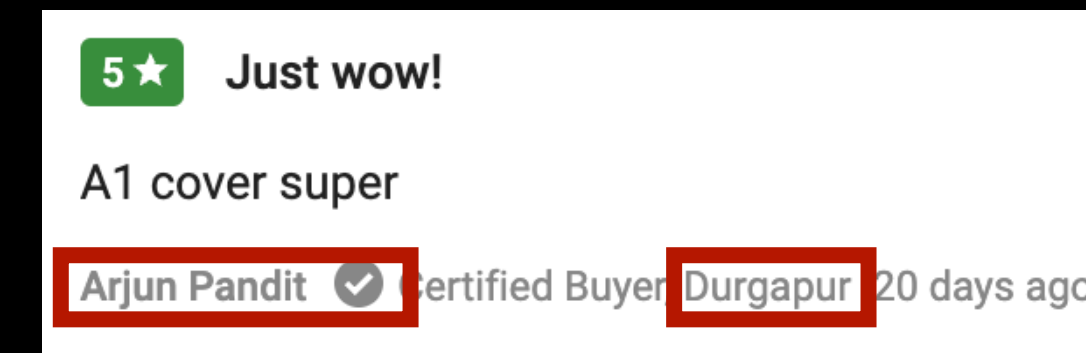 5★ Just wow!
A1 cover super
Arjun Pandit Certified Buyer, Durgapur 20 days ago